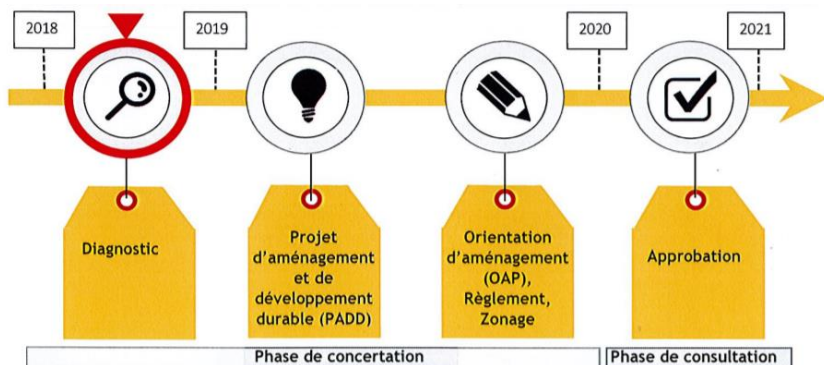 2018
2019
2020
2021
Diagnostic
Projet
d'aménagement
et de
développement
durable (PADD)
Orientation
d'aménagement
(OAP),
Règlement,
Zonage
Approbation
Phase de concertation
Phase de consultation